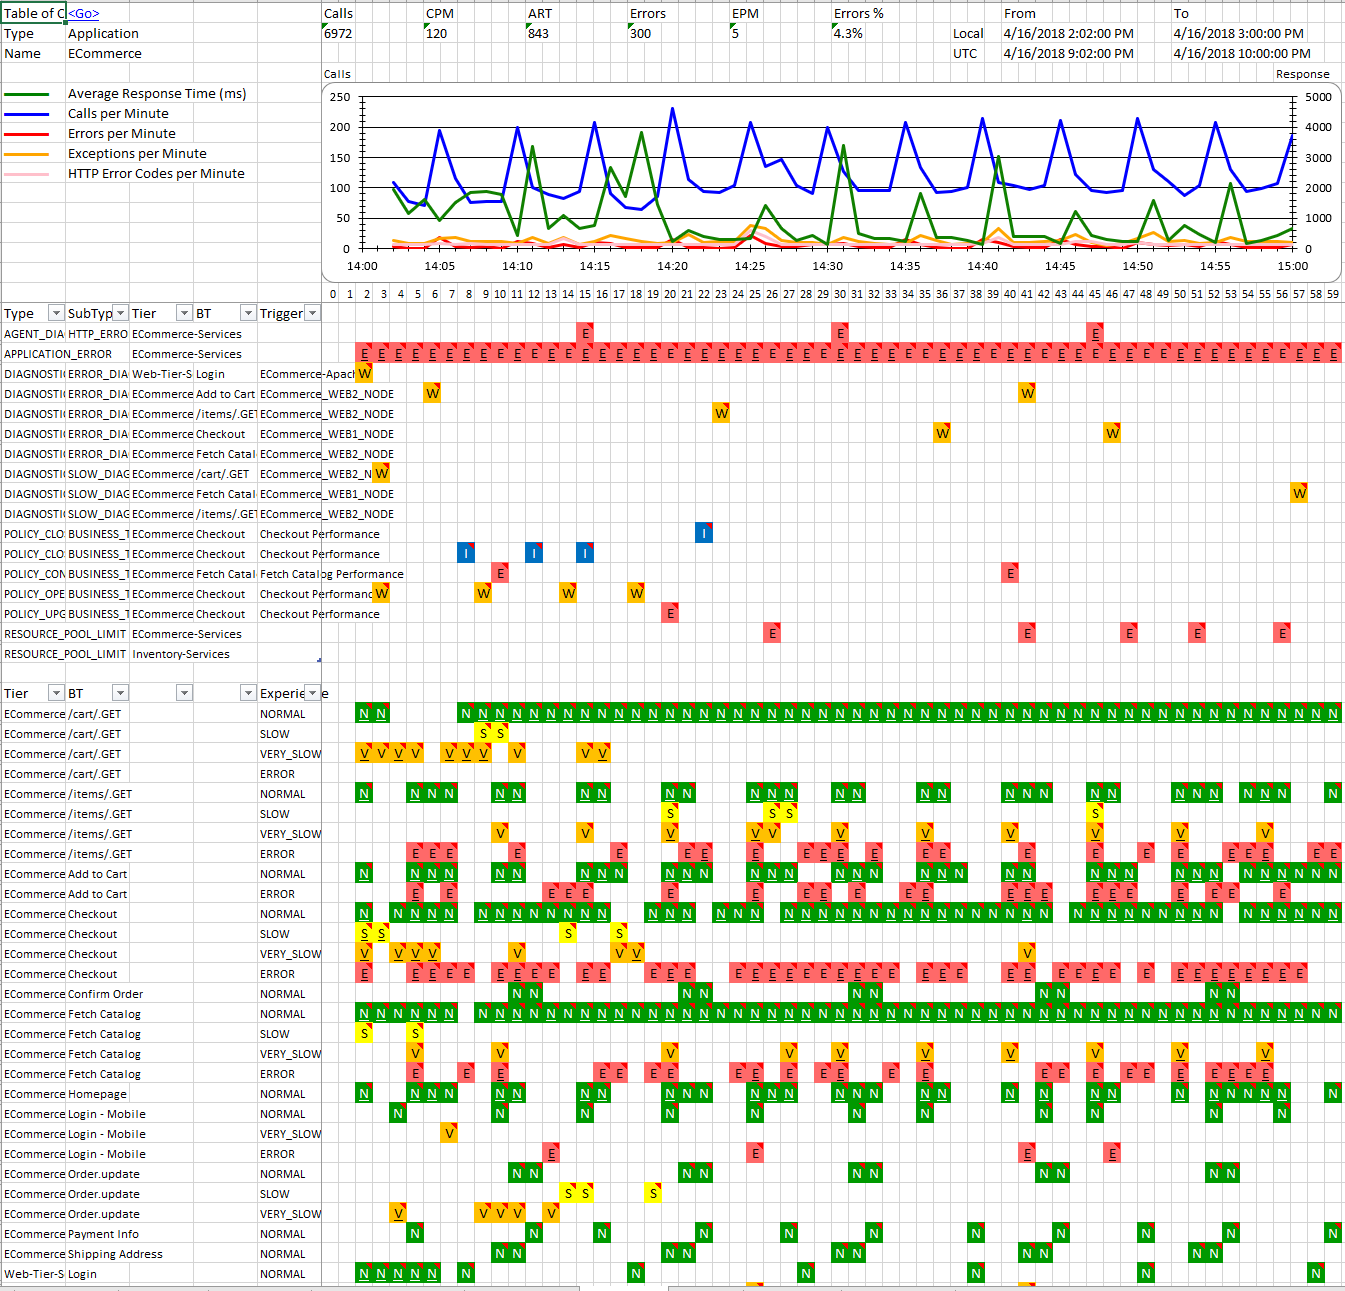 Table of C <Go> Calls CPM ART Errors EPM Errors % From To
Type Application 6972 120 843 300 5 4.3% Local 4/16/2018 2:02:00 PM 4/16/2018 3:00:00 PM
Name ECommerce UTC 4/16/2018 9:02:00 PM 4/16/2018 10:00:00 PM
Calls Response
Average Response Time (ms)
Calls per Minute
Errors per Minute
Exceptions per Minute
HTTP Error Codes per Minute
250 5000
200 4000
150 3000
100 2000
50 1000
0 0
14:00 14:05 14:10 14:15 14:20 14:25 14:30 14:35 14:40 14:45 14:50 14:55 15:00
0 1 2 3 4 5 6 7 8 9 10 11 12 13 14 15 16 17 18 19 20 21 22 23 24 25 26 27 28 29 30 31 32 33 34 35 36 37 38 39 40 41 42 43 44 45 46 47 48 49 50 51 52 53 54 55 56 57 58 59
Type SubTyp Tier BT Trigger
AGENT_DIA HTTP_ERRO ECommerce-Services E E E
APPLICATION_ERROR ECommerce-Services E E E E E E E E E E E E E E E E E E E E E E E E E E E E E E E E E E E E E E E E E E E E E E E E E E E E E E E E E E
DIAGNOSTI ERROR_DIA Web-Tier-S Login ECommerce-Apach W
DIAGNOSTI ERROR_DIA ECommerce Add to Cart ECommerce_WEB2_NODE W W
DIAGNOSTI ERROR_DIA ECommerce /items/.GET ECommerce_WEB2_NODE W
DIAGNOSTI ERROR_DIA ECommerce Checkout ECommerce_WEB1_NODE W W
DIAGNOSTI ERROR_DIA ECommerce Fetch Catal ECommerce_WEB2_NODE
DIAGNOSTI SLOW_DIAG ECommerce /cart/.GET ECommerce_WEB2_N W
DIAGNOSTI SLOW_DIAG ECommerce Fetch Catal ECommerce_WEB1_NODE W
DIAGNOSTI SLOW_DIAG ECommerce /items/.GET ECommerce_WEB2_NODE
POLICY_CLO BUSINESS_T ECommerce Checkout Checkout Performance I
POLICY_CLO BUSINESS_T ECommerce Checkout Checkout Performance I I I
POLICY_CON BUSINESS_T ECommerce Fetch Catal Fetch Catalog Performance E E
POLICY_OPE BUSINESS_T ECommerce Checkout Checkout Performanc W W W W
POLICY_UPG BUSINESS_T ECommerce Checkout Checkout Performance E
RESOURCE_POOL_LIMIT ECommerce-Services E E E E E
RESOURCE_POOL_LIMIT Inventory-Services
Tier BT Experience
ECommerce /cart/.GET NORMAL N N N N N N N N N N N N N N N N N N N N N N N N N N N N N N N N N N N N N N N N N N N N N N N N N N N N N N
ECommerce /cart/.GET SLOW S S
ECommerce /cart/.GET VERY_SLOW V V V V V V V V V V
ECommerce /cart/.GET ERROR
ECommerce /items/.GET NORMAL N N N N N N N N N N N N N N N N N N N N N N N N N N N N N
ECommerce /items/.GET SLOW S S S S
ECommerce /items/.GET VERY_SLOW V V V V V V V V V V V
ECommerce /items/.GET ERROR E E E E E E E E E E E E E E E E E E E E E E E
ECommerce Add to Cart NORMAL N N N N N N N N N N N N N N N N N N N N N N N N N N N N N N N N N
ECommerce Add to Cart ERROR E E E E E E E E E E E E E E E E E E E E E E
ECommerce Checkout NORMAL N N N N N N N N N N N N N N N N N N N N N N N N N N N N N N N N N N N N N N N N N N N N N N N N N N
ECommerce Checkout SLOW S S S S
ECommerce Checkout VERY_SLOW V V V V V V V V
ECommerce Checkout ERROR E E E E E E E E E E E E E E E E E E E E E E E E E E E E E E E E E E E E E E E E E E
ECommerce Confirm Order NORMAL N N N N N N N N N N
ECommerce Fetch Catalog NORMAL N N N N N N N N N N N N N N N N N N N N N N N N N N N N N N N N N N N N N N N N N N N N N N N N N N N N N N N N N
ECommerce Fetch Catalog SLOW S S
ECommerce Fetch Catalog VERY_SLOW V V V V V V V V V V
ECommerce Fetch Catalog ERROR E E E E E E E E E E E E E E E E E E E E E E E E
ECommerce Homepage NORMAL N N N N N N N N N N N N N N N N N N N N N N N N N N N N N N
ECommerce Login - Mobile NORMAL N N N N N N N N N N N
ECommerce Login - Mobile VERY_SLOW V
ECommerce Login - Mobile ERROR E E E E
ECommerce Order.update NORMAL N N N N N N N N N N
ECommerce Order.update SLOW S S S
ECommerce Order.update VERY_SLOW V V V V V
ECommerce Payment Info NORMAL N N N N N N N N N N N
ECommerce Shipping Address NORMAL N N N N N N N N
Web-Tier-S Login NORMAL N N N N N N N N N N N